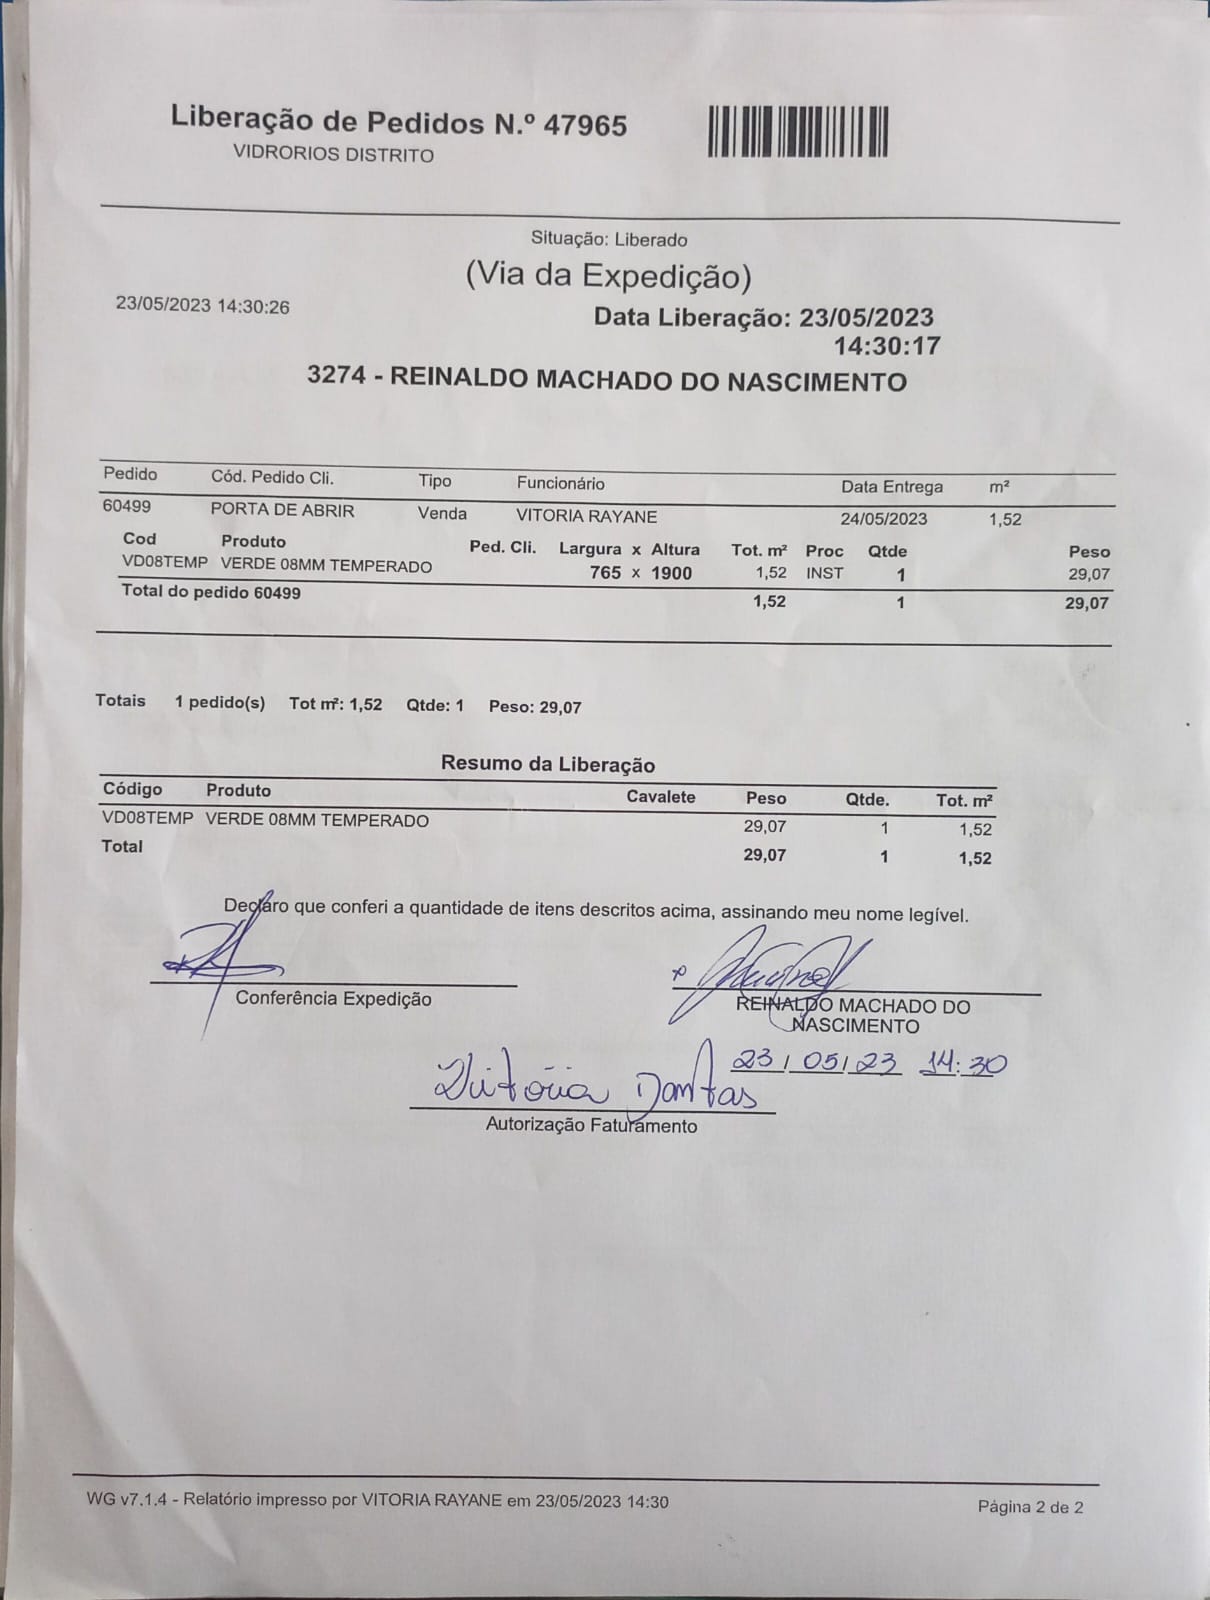 Liberação de Pedidos N.º 47965
VIDRORIOS DISTRITO
Situação: Liberado
(Via da Expedição)
23/05/2023 14:30:26
Data Liberação: 23/05/2023
14:30:17
3274 - REINALDO MACHADO DO NASCIMENTO
Pedido Cód. Pedido Cli. Tipo Funcionário Data Entrega m²
60499 PORTA DE ABRIR Venda VITORIA RAYANE 24/05/2023 1,52
Cod Produto Ped. Cli. Largura x Altura Tot. m² Proc Qtde Peso
VD08TEMP VERDE 08MM TEMPERADO 765 x 1900 1,52 INST 1 29,07
Total do pedido 60499 1,52 1 29,07
Totais 1 pedido(s) Tot m²: 1,52 Qtde: 1 Peso: 29,07
Resumo da Liberação
Código Produto Cavalete Peso Qtde. Tot. m²
VD08TEMP VERDE 08MM TEMPERADO 29,07 1 1,52
Total 29,07 1 1,52
Declaro que conferi a quantidade de itens descritos acima, assinando meu nome legível.
Conferência Expedição
REINALDO MACHADO DO
NASCIMENTO
23/05/23 14:30
Vitória Dantas
Autorização Faturamento
WG v7.1.4 - Relatório impresso por VITORIA RAYANE em 23/05/2023 14:30
Página 2 de 2